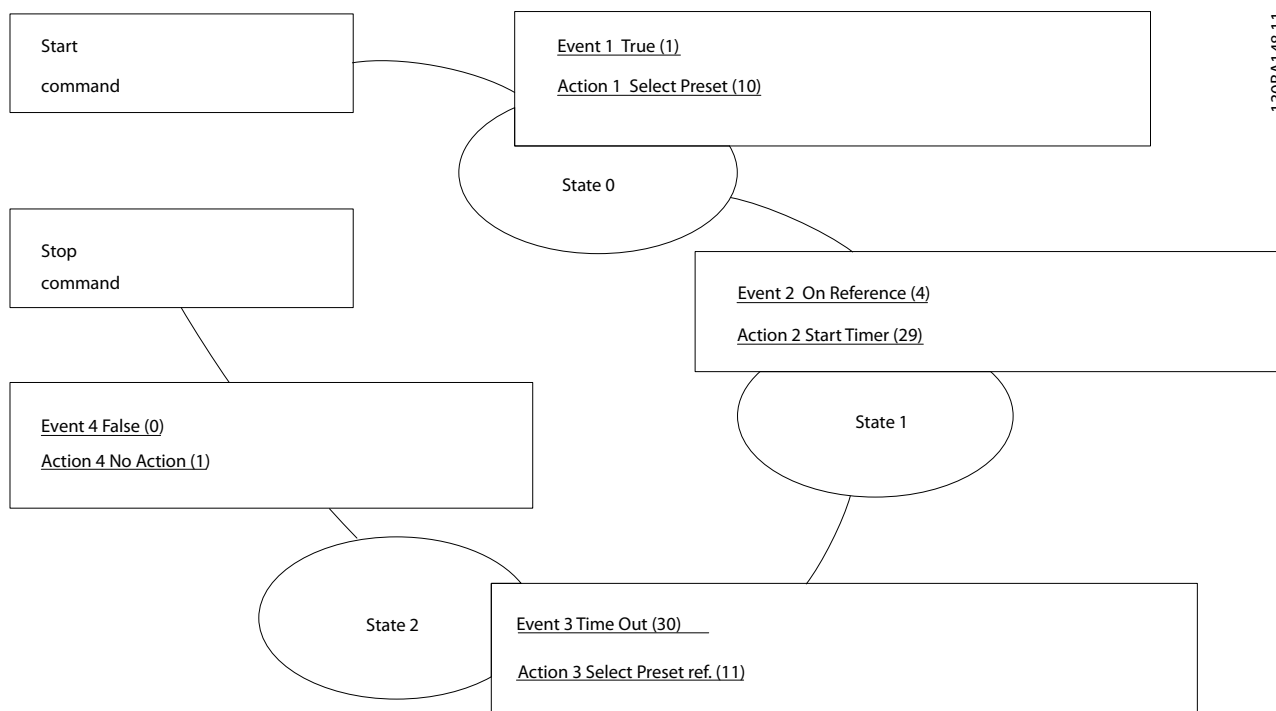 Start
command
Event 1 True (1)
Action 1 Select Preset (10)
130BA148.11
State 0
Stop
command
Event 2 On Reference (4)
Action 2 Start Timer (29)
Event 4 False (0)
Action 4 No Action (1)
State 1
State 2
Event 3 Time Out (30)
Action 3 Select Preset ref. (11)